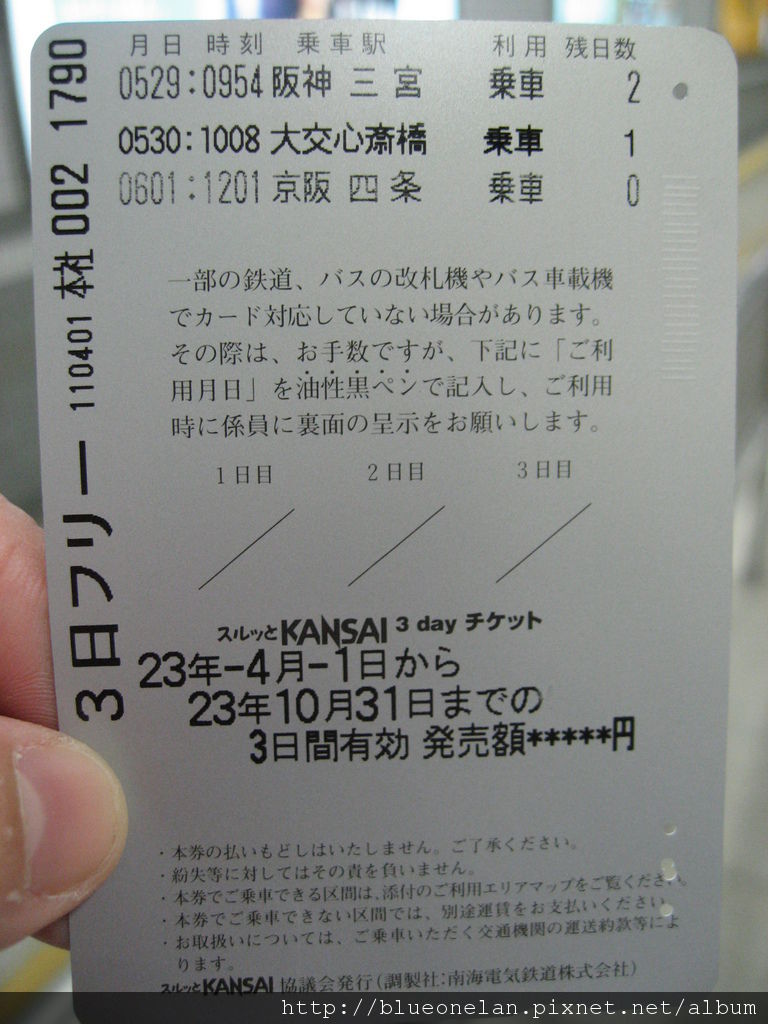 月日 時刻 乗車駅 利用 残日数
0529:0954 阪神 三宮 乗車 2
0530:1008 大交心斎橋 乗車 1
0601:1201 京阪 四条 乗車 0
3日フリー 110401 本社 002 1790
一部の鉄道、バスの改札機やバス車載機
でカード対応していない場合があります。
その際は、お手数ですが、下記に「ご利
用月日」を油性黒ペンで記入し、ご利用
時に係員に裏面の呈示をお願いします。
1日目 2日目 3日目
スルッとKANSAI 3 day チケット
23年-4月-1日から
23年10月31日までの
3日間有効 発売額*****円
・本券の払いもどしはいたしません。ご了承ください。
・紛失等に対してはその責を負いません。
・本券でご乗車できる区間は、添付のご利用エリアマップをご覧ください。
・本券でご乗車できない区間では、別途運賃をお支払いください
・お取扱いについては、ご乗車いただく交通機関の運送約款等によ
ります。
スルッとKANSAI 協議会発行(調製社:南海電気鉄道株式会社)
http://blueonelan.pixnet.net/album